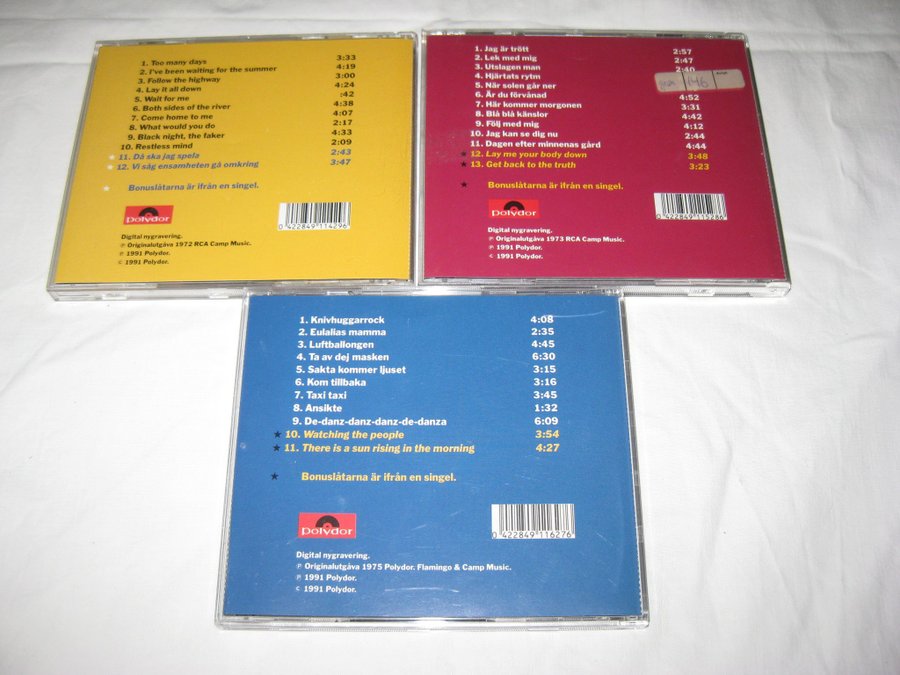 1. Too many days 3:33
2. I've been waiting for the summer 4:19
3. Follow the highway 3:00
4. Lay it all down 4:24
5. Wait for me :42
6. Both sides of the river 4:38
7. Come home to me 4:07
8. What would you do 2:17
9. Black night, the faker 4:33
10. Restless mind 2:09
★ 11. Då ska jag spela 2:43
★ 12. Vi såg ensamheten gå omkring 3:47
★ Bonuslåtarna är ifrån en singel.
polydor
0 422849 114296
Digital nygravering.
℗ Originalutgåva 1972 RCA Camp Music.
℗ 1991 Polydor.
© 1991 Polydor.
1. Jag är trött 2:57
2. Lek med mig 2:47
3. Utslagen man 2:40
4. Hjärtats rytm
5. När solen går ner
6. Är du förvånad 4:52
7. Här kommer morgonen 3:31
8. Blå blå känslor 4:42
9. Följ med mig 4:12
10. Jag kan se dig nu 2:44
11. Dagen efter minnenas gård 4:44
★ 12. Lay me your body down 3:48
★ 13. Get back to the truth 3:23
★ Bonuslåtarna är ifrån en singel.
146
polydor
0 422849 115286
Digital nygravering.
℗ Originalutgåva 1973 RCA Camp Music.
℗ 1991 Polydor.
© 1991 Polydor.
1. Knivhuggarrock 4:08
2. Eulalias mamma 2:35
3. Luftballongen 4:45
4. Ta av dej masken 6:30
5. Sakta kommer ljuset 3:15
6. Kom tillbaka 3:16
7. Taxi taxi 3:45
8. Ansikte 1:32
9. De-danz-danz-danz-de-danza 6:09
★ 10. Watching the people 3:54
★ 11. There is a sun rising in the morning 4:27
★ Bonuslåtarna är ifrån en singel.
polydor
0 422849 116276
Digital nygravering.
℗ Originalutgåva 1975 Polydor. Flamingo & Camp Music.
℗ 1991 Polydor.
© 1991 Polydor.